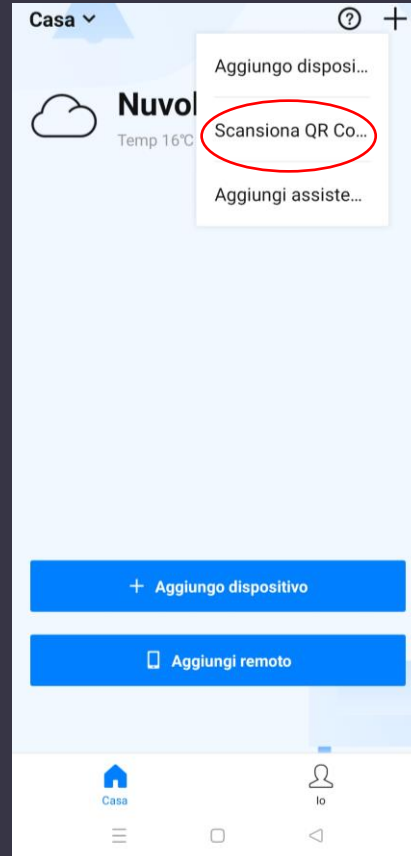 Casa
Aggiungo disposi...
Nuvol
Scansiona QR Co...
Temp 16℃
Aggiungi assiste...
+ Aggiungo dispositivo
Aggiungi remoto
Casa
Io